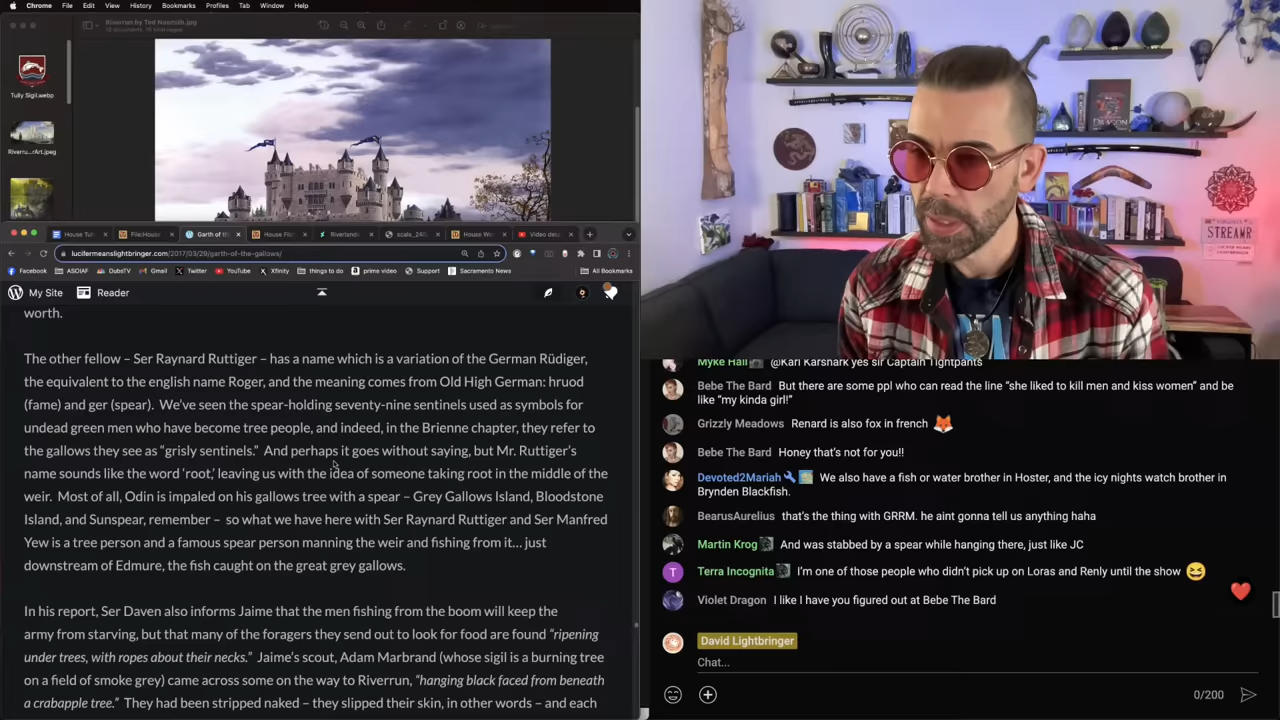 Chrome File Edit View History Bookmarks Profiles Tab Window Help
Riverrun by Ted Nasmith.jpg
Tully Sigil.webp
Riverru...rArt.jpeg
House Tu
File:House
Garth of t
House Fi
Riverland
scale_240
House W
Video det
lucifermeanslightbringer.com/2017/03/29/garth-of-the-gallows/
Facebook ASOIAF DubsTV Gmail Twitter YouTube Xfinity things to do prime video Support Sacramento News All Bookmarks
My Site Reader
worth.
The other fellow – Ser Raynard Ruttiger – has a name which is a variation of the German Rüdiger,
the equivalent to the english name Roger, and the meaning comes from Old High German: hruod
(fame) and ger (spear). We’ve seen the spear-holding seventy-nine sentinels used as symbols for
undead green men who have become tree people, and indeed, in the Brienne chapter, they refer to
the gallows they see as “grisly sentinels.” And perhaps it goes without saying, but Mr. Ruttiger’s
name sounds like the word ‘root,’ leaving us with the idea of someone taking root in the middle of the
weir. Most of all, Odin is impaled on his gallows tree with a spear – Grey Gallows Island, Bloodstone
Island, and Sunspear, remember – so what we have here with Ser Raynard Ruttiger and Ser Manfred
Yew is a tree person and a famous spear person manning the weir and fishing from it… just
downstream of Edmure, the fish caught on the great grey gallows.
In his report, Ser Daven also informs Jaime that the men fishing from the boom will keep the
army from starving, but that many of the foragers they send out to look for food are found “ripening
under trees, with ropes about their necks.” Jaime’s scout, Adam Marbrand (whose sigil is a burning tree
on a field of smoke grey) came across some on the way to Riverrun, “hanging black faced from beneath
a crabapple tree.” They had been stripped naked – they slipped their skin, in other words – and each
DRAGON
STREAMR
Myke Hall @Karl Karshark yes sir Captain Tightpants
Bebe The Bard But there are some ppl who can read the line “she liked to kill men and kiss women” and be
like “my kinda girl!”
Grizzly Meadows Renard is also fox in french
Bebe The Bard Honey that’s not for you!!
Devoted2Mariah We also have a fish or water brother in Hoster, and the icy nights watch brother in
Brynden Blackfish.
BearusAurelius that’s the thing with GRRM. he aint gonna tell us anything haha
Martin Krog And was stabbed by a spear while hanging there, just like JC
T Terra Incognita I’m one of those people who didn’t pick up on Loras and Renly until the show
Violet Dragon I like I have you figured out at Bebe The Bard
David Lightbringer
Chat...
0/200